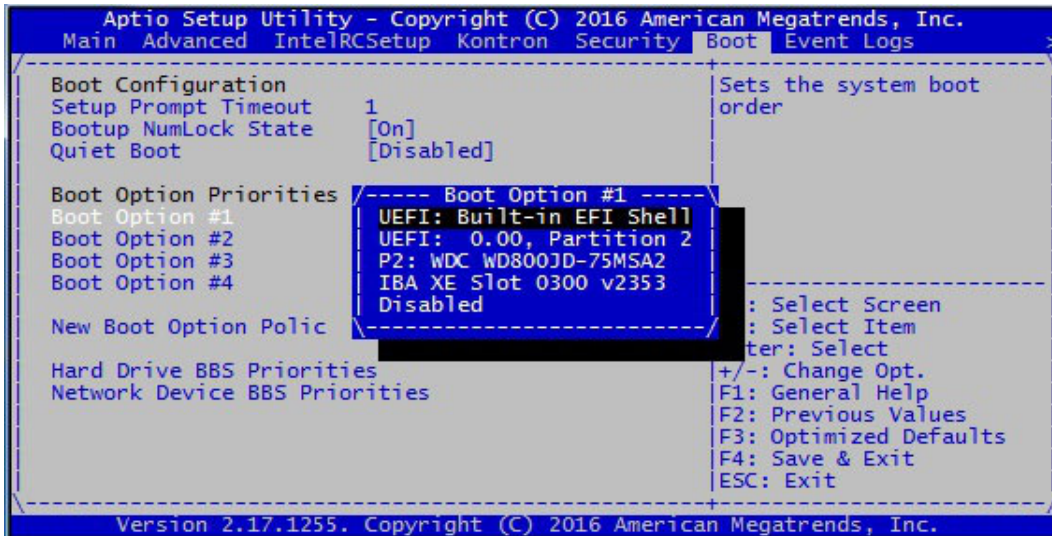 Aptio Setup Utility - Copyright (C) 2016 American Megatrends, Inc.
Main Advanced IntelRCSetup Kontron Security Boot Event Logs >
Boot Configuration
Setup Prompt Timeout 1
Bootup NumLock State [On]
Quiet Boot [Disabled]
Boot Option Priorities
Boot Option #1
Boot Option #2
Boot Option #3
Boot Option #4
New Boot Option Polic
Hard Drive BBS Priorities
Network Device BBS Priorities
Boot Option #1
UEFI: Built-in EFI Shell
UEFI: 0.00, Partition 2
P2: WDC WD800JD-75MSA2
IBA XE Slot 0300 v2353
Disabled
Sets the system boot
order
: Select Screen
: Select Item
ter: Select
+/-: Change Opt.
F1: General Help
F2: Previous Values
F3: Optimized Defaults
F4: Save & Exit
ESC: Exit
Version 2.17.1255. Copyright (C) 2016 American Megatrends, Inc.